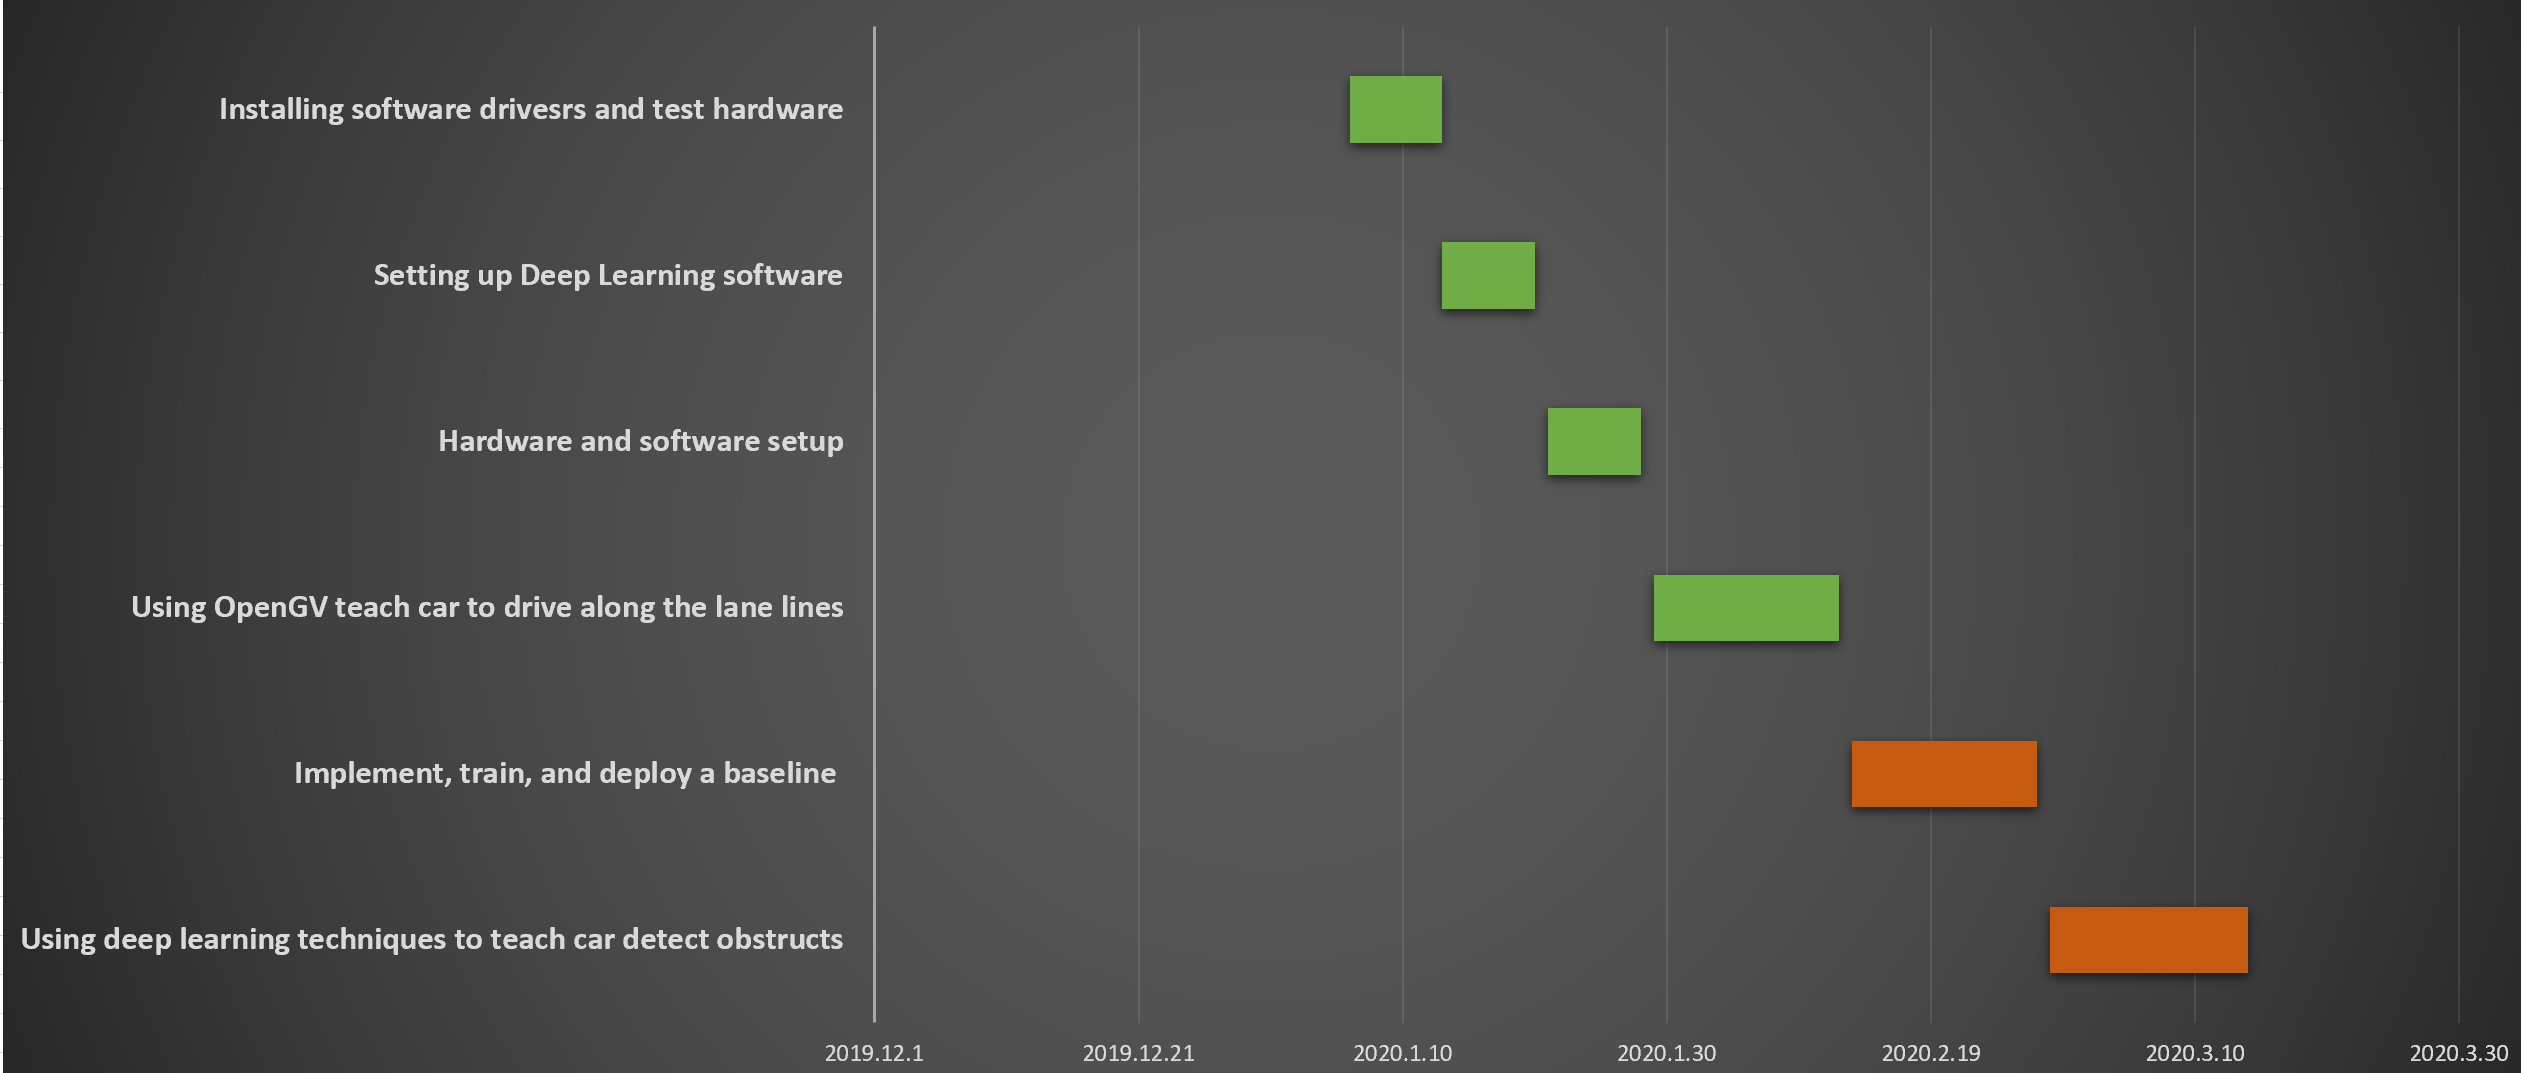 Installing software drivesrs and test hardware
Setting up Deep Learning software
Hardware and software setup
Using OpenGV teach car to drive along the lane lines
Implement, train, and deploy a baseline
Using deep learning techniques to teach car detect obstructs
2019.12.1 2019.12.21 2020.1.10 2020.1.30 2020.2.19 2020.3.10 2020.3.30